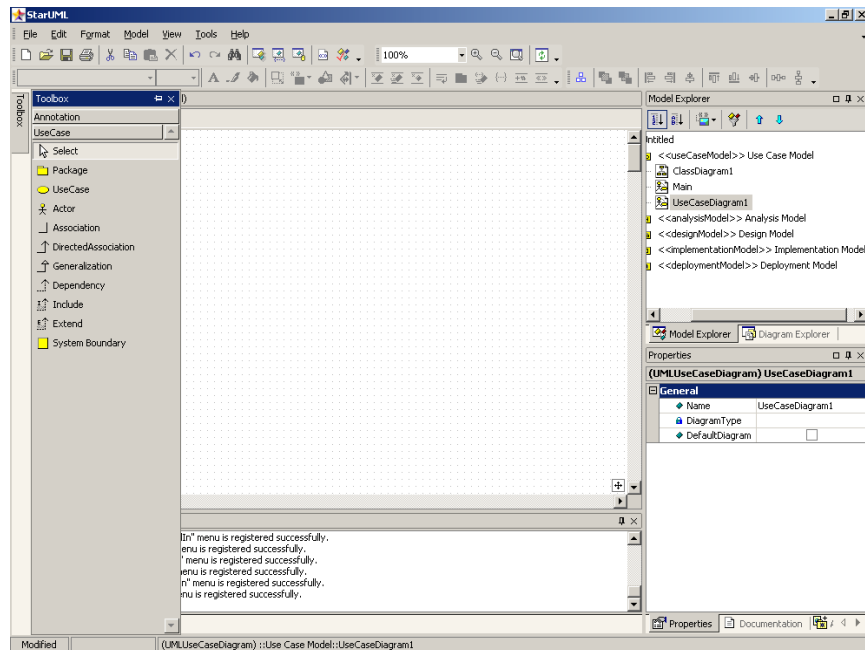 StarUML
File Edit Format Model View Tools Help
100%
Toolbox
Toolbox
Annotation
UseCase
Select
Package
UseCase
Actor
Association
DirectedAssociation
Generalization
Dependency
Include
Extend
System Boundary
l)
In" menu is registered successfully.
enu is registered successfully.
" menu is registered successfully.
enu is registered successfully.
n" menu is registered successfully.
nu is registered successfully.
Model Explorer
Untitled
<<useCaseModel>> Use Case Model
ClassDiagram1
Main
UseCaseDiagram1
<<analysisModel>> Analysis Model
<<designModel>> Design Model
<<implementationModel>> Implementation Model
<<deploymentModel>> Deployment Model
Model Explorer Diagram Explorer
Properties
(UMLUseCaseDiagram) UseCaseDiagram1
General
Name UseCaseDiagram1
DiagramType
DefaultDiagram
Properties Documentation
Modified (UMLUseCaseDiagram) ::Use Case Model::UseCaseDiagram1